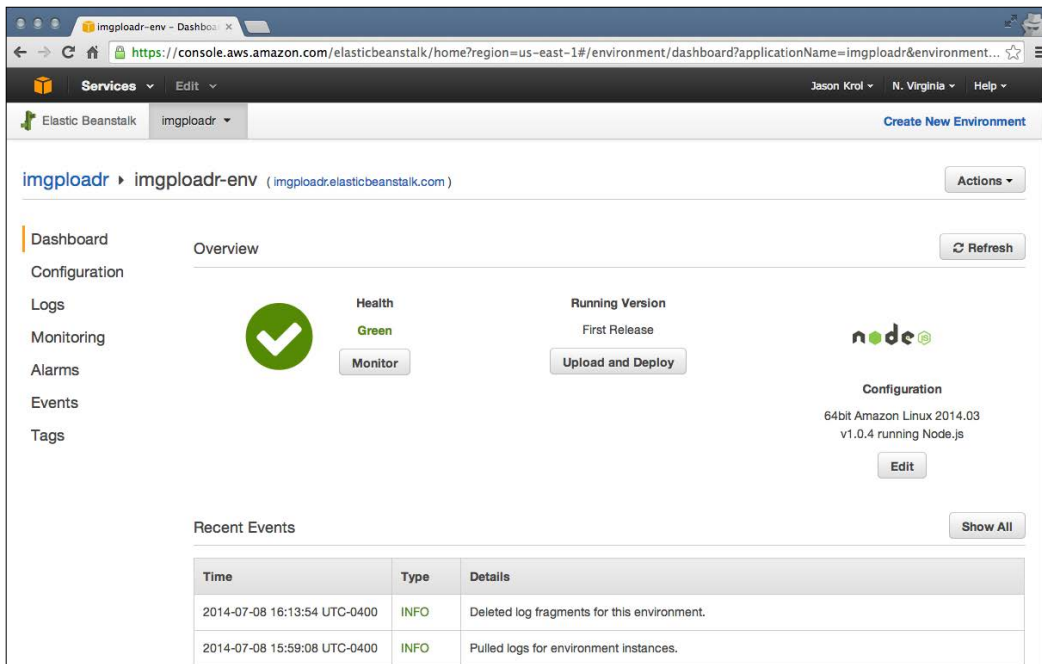 imgploadr-env – Dashboa
https://console.aws.amazon.com/elasticbeanstalk/home?region=us-east-1#/environment/dashboard?applicationName=imgploadr&environment...
Services Edit Jason Krol N. Virginia Help
Elastic Beanstalk imgploadr Create New Environment
imgploadr imgploadr-env ( imgploadr.elasticbeanstalk.com ) Actions
Dashboard
Configuration
Logs
Monitoring
Alarms
Events
Tags
Overview Refresh
Health
Green
Monitor
Running Version
First Release
Upload and Deploy
node JS
Configuration
64bit Amazon Linux 2014.03
v1.0.4 running Node.js
Edit
Recent Events Show All
Time Type Details
2014-07-08 16:13:54 UTC-0400 INFO Deleted log fragments for this environment.
2014-07-08 15:59:08 UTC-0400 INFO Pulled logs for environment instances.